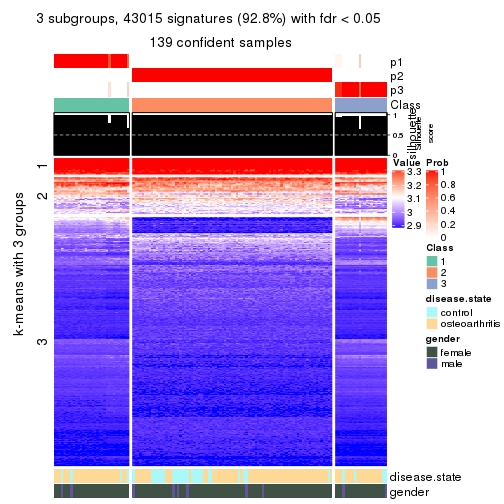 3 subgroups, 43015 signatures (92.8%) with fdr < 0.05
139 confident samples
p1
p2
p3
Class
1
0.5
0
silhouette
silhouette
score
k-means with 3 groups
1
2
3
Value
3.3
3.2
3.1
3
2.9
Prob
1
0.8
0.6
0.4
0.2
0
Class
1
2
3
disease.state
control
osteoarthritis
gender
female
male
disease.state
gender